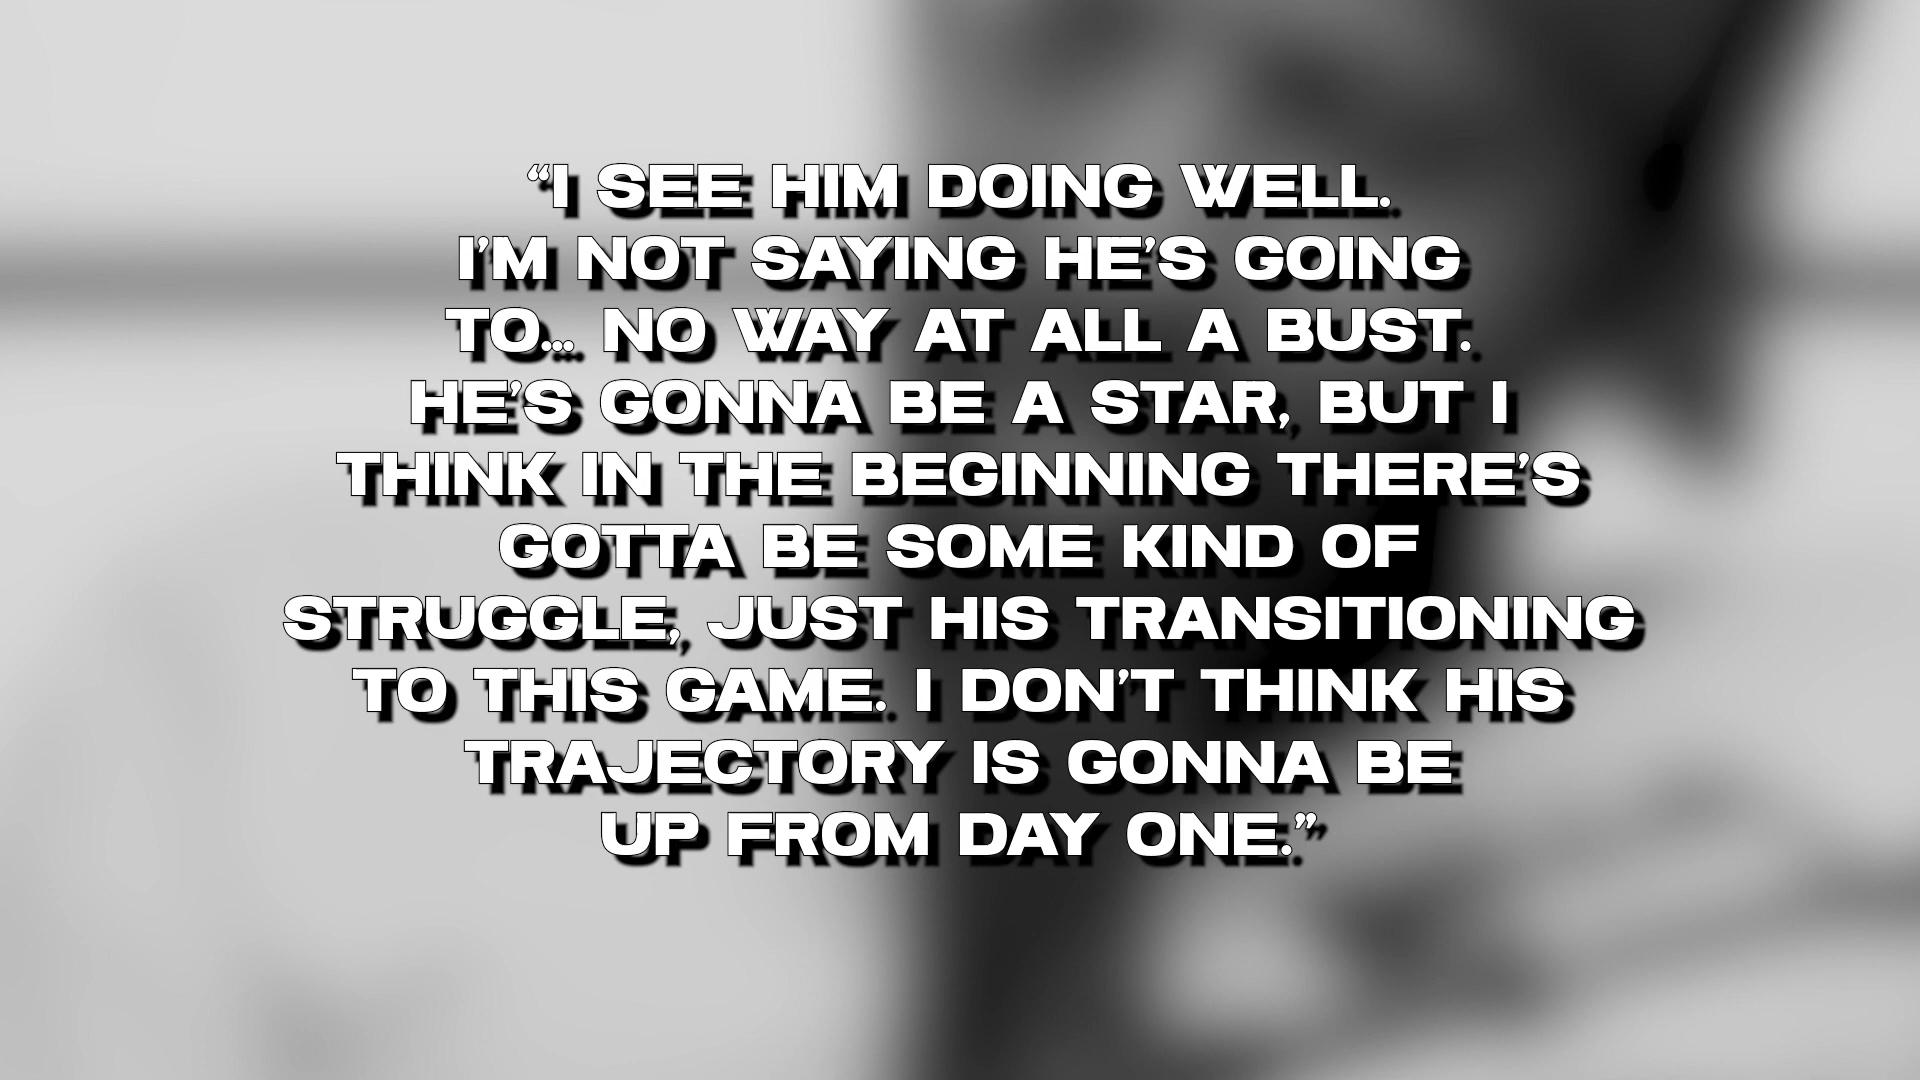 “I SEE HIM DOING WELL.
I’M NOT SAYING HE’S GOING
TO... NO WAY AT ALL A BUST.
HE’S GONNA BE A STAR, BUT I
THINK IN THE BEGINNING THERE’S
GOTTA BE SOME KIND OF
STRUGGLE, JUST HIS TRANSITIONING
TO THIS GAME. I DON’T THINK HIS
TRAJECTORY IS GONNA BE
UP FROM DAY ONE.”